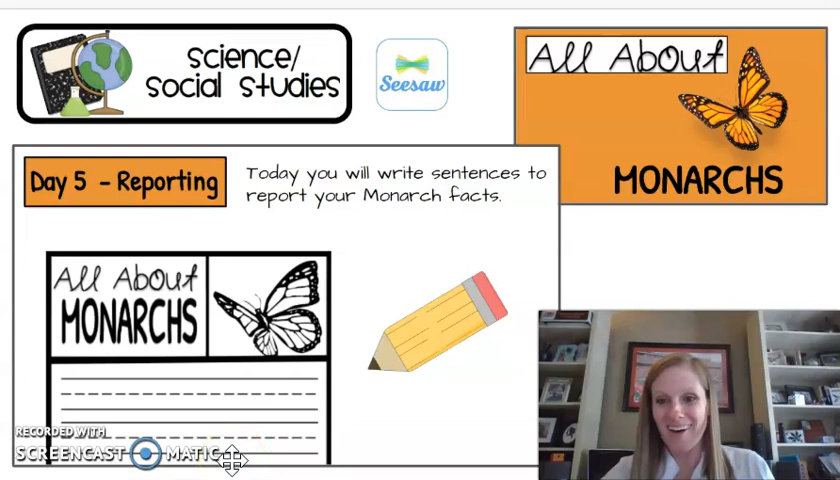 Science/
Social Studies
Seesaw
All About
MONARCHS
Day 5 - Reporting
Today you will write sentences to
report your Monarch facts.
All About
MONARCHS
RECORDED WITH
SCREENCAST MATIC